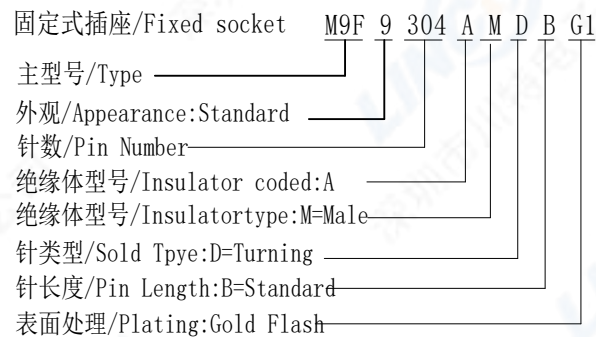 固定式插座/Fixed socket M9F 9 304 A M D B G1
主型号/Type
外观/Appearance:Standard
针数/Pin Number
绝缘体型号/Insulator coded:A
绝缘体型号/Insulatortype:M=Male
针类型/Sold Tpye:D=Turning
针长度/Pin Length:B=Standard
表面处理/Plating:Gold Flash